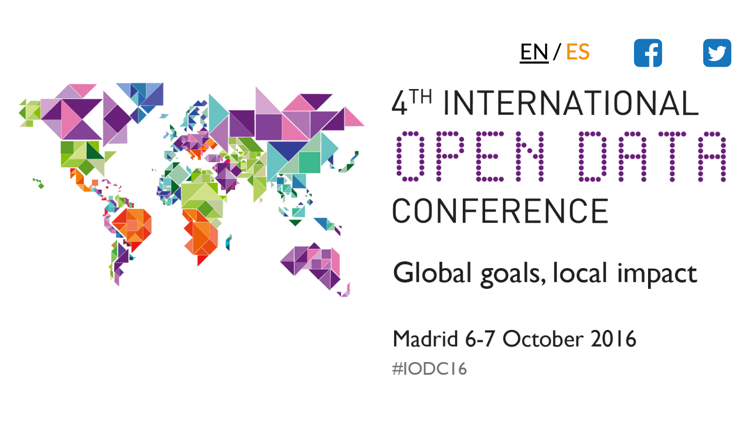 EN / ES
4TH INTERNATIONAL
OPEN DATA
CONFERENCE
Global goals, local impact
Madrid 6-7 October 2016
#IODC16